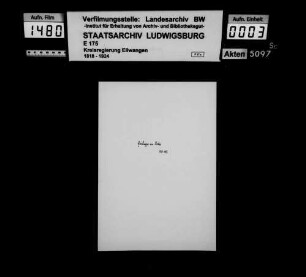 Aufn. Film
1480
Verfilmungsstelle: Landesarchiv BW
-Institut für Erhaltung von Archiv- und Bibliotheksgut-
STAATSARCHIV LUDWIGSBURG
E 175
Kreisregierung Ellwangen
1818 - 1924
Aufn. Einheit
0003
Akten 5097